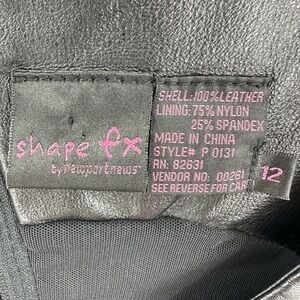 shape fx
by newport news
SHELL: 100% LEATHER
LINING: 75% NYLON
25% SPANDEX
MADE IN CHINA
STYLE# P 0131
RN: 82631
VENDOR NO: 00261
SEE REVERSE FOR CARE
12